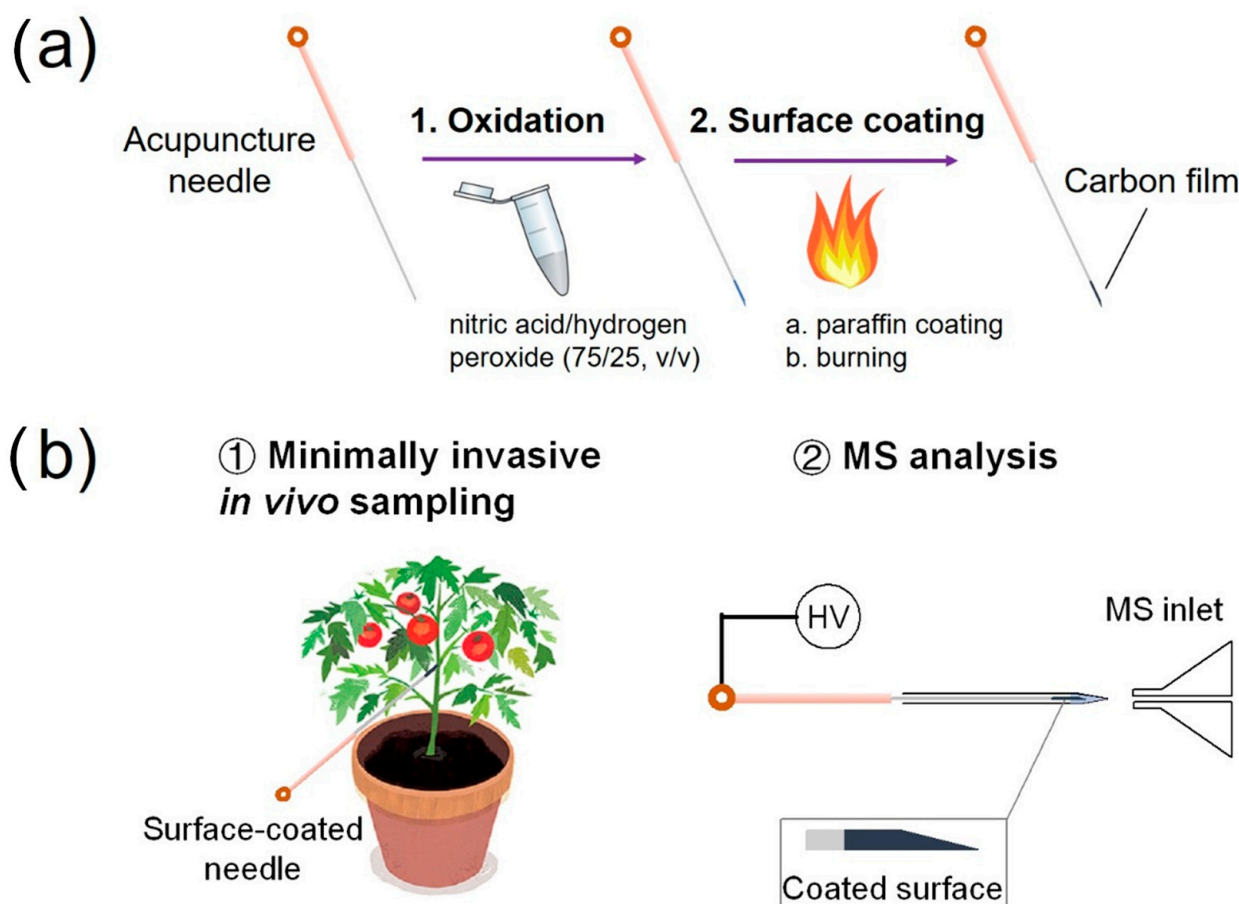 (a)
Acupuncture
needle
1. Oxidation
nitric acid/hydrogen
peroxide (75/25, v/v)
2. Surface coating
a. paraffin coating
b. burning
Carbon film
(b)
① Minimally invasive
in vivo sampling
Surface-coated
needle
② MS analysis
HV
MS inlet
Coated surface